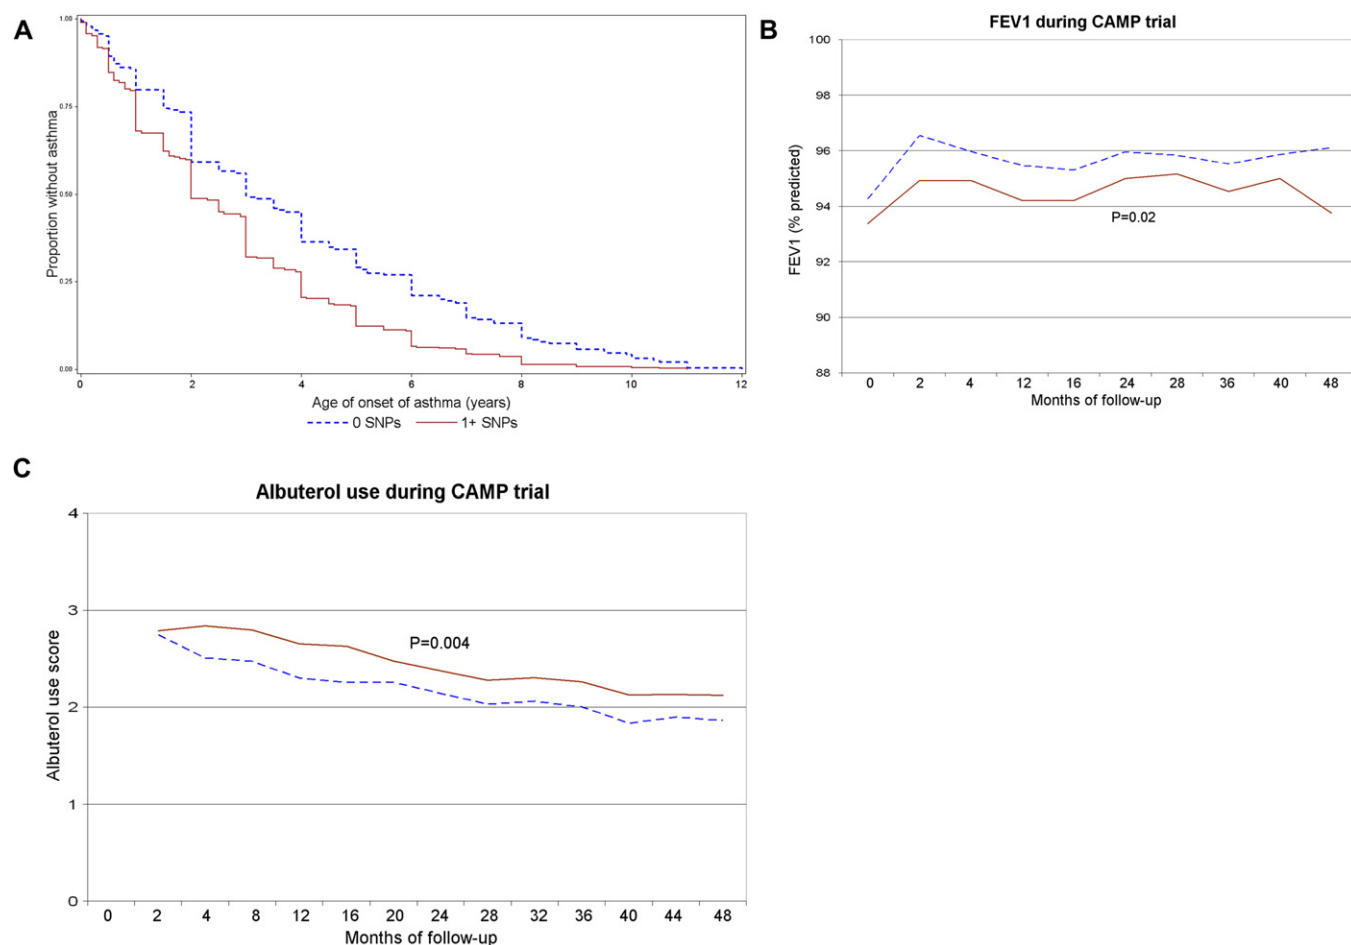 A
1.00
0.75
0.50
0.25
0.00
Proportion without asthma
0 2 4 6 8 10 12
Age of onset of asthma (years)
0 SNPs 1+ SNPs
B
FEV1 during CAMP trial
100
98
96
94
92
90
88
FEV1 (% predicted)
P=0.02
0 2 4 12 16 24 28 36 40 48
Months of follow-up
C
Albuterol use during CAMP trial
4
3
2
1
0
Albuterol use score
P=0.004
0 2 4 8 12 16 20 24 28 32 36 40 44 48
Months of follow-up